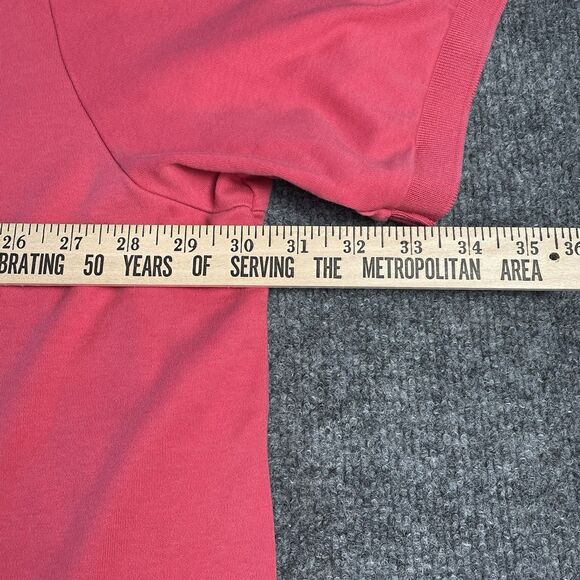 26 27 28 29 30 31 32 33 34 35 36
BRATING 50 YEARS OF SERVING THE METROPOLITAN AREA